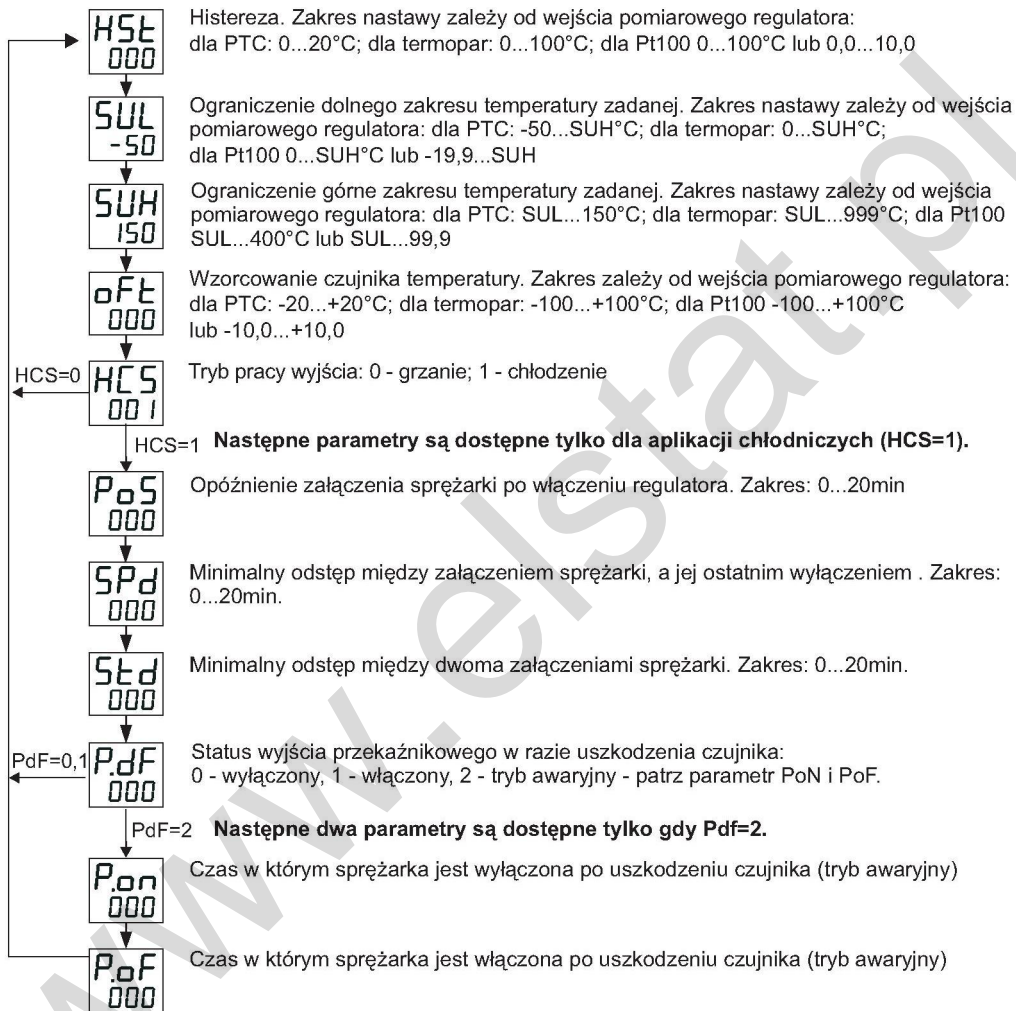 HSt
000
Histereza. Zakres nastawy zależy od wejścia pomiarowego regulatora:
dla PTC: 0...20°C; dla termopar: 0...100°C; dla Pt100 0...100°C lub 0,0...10,0
SUL
-50
Ograniczenie dolnego zakresu temperatury zadanej. Zakres nastawy zależy od wejścia
pomiarowego regulatora: dla PTC: -50...SUH°C; dla termopar: 0...SUH°C;
dla Pt100 0...SUH°C lub -19,9...SUH
SUH
150
Ograniczenie górne zakresu temperatury zadanej. Zakres nastawy zależy od wejścia
pomiarowego regulatora: dla PTC: SUL...150°C; dla termopar: SUL...999°C; dla Pt100
SUL...400°C lub SUL...99,9
oFt
000
Wzorcowanie czujnika temperatury. Zakres zależy od wejścia pomiarowego regulatora:
dla PTC: -20...+20°C; dla termopar: -100...+100°C; dla Pt100 -100...+100°C
lub -10,0...+10,0
HCS=0
HCS
001
Tryb pracy wyjścia: 0 - grzanie; 1 - chłodzenie
HCS=1 Następne parametry są dostępne tylko dla aplikacji chłodniczych (HCS=1).
PoS
000
Opóźnienie załączenia sprężarki po włączeniu regulatora. Zakres: 0...20min
SPd
000
Minimalny odstęp między załączeniem sprężarki, a jej ostatnim wyłączeniem . Zakres:
0...20min.
Std
000
Minimalny odstęp między dwoma załączeniami sprężarki. Zakres: 0...20min.
PdF=0,1
P.dF
000
Status wyjścia przekaźnikowego w razie uszkodzenia czujnika:
0 - wyłączony, 1 - włączony, 2 - tryb awaryjny - patrz parametr PoN i PoF.
PdF=2 Następne dwa parametry są dostępne tylko gdy Pdf=2.
P.on
000
Czas w którym sprężarka jest wyłączona po uszkodzeniu czujnika (tryb awaryjny)
P.oF
000
Czas w którym sprężarka jest włączona po uszkodzeniu czujnika (tryb awaryjny)
www.elstat.pl